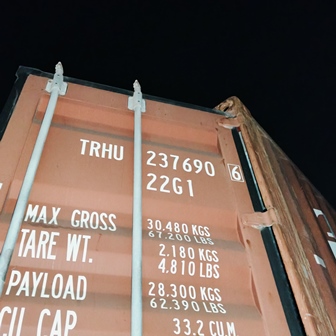 TRHU 237690 6
22G1
MAX GROSS 30.480 KGS
67.200 LBS
TARE WT. 2.180 KGS
4.810 LBS
PAYLOAD 28.300 KGS
62.390 LBS
CU. CAP 33.2 CU.M